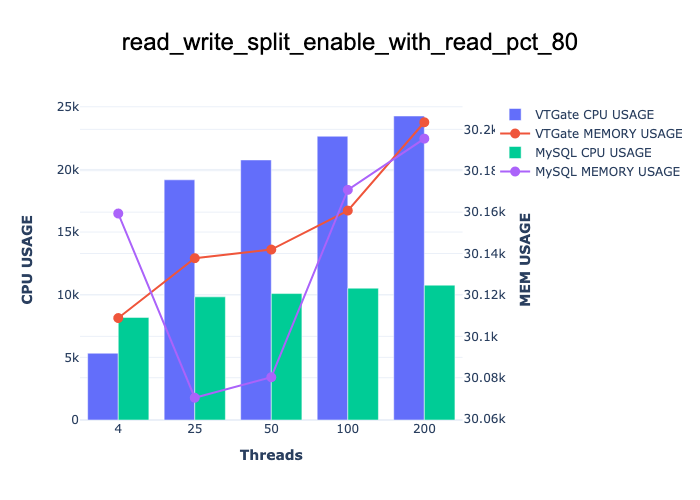 read_write_split_enable_with_read_pct_80
25k
20k
15k
10k
5k
0
CPU USAGE
4
25
50
100
200
Threads
30.2k
30.18k
30.16k
30.14k
30.12k
30.1k
30.08k
30.06k
MEM USAGE
VTGate CPU USAGE
VTGate MEMORY USAGE
MySQL CPU USAGE
MySQL MEMORY USAGE